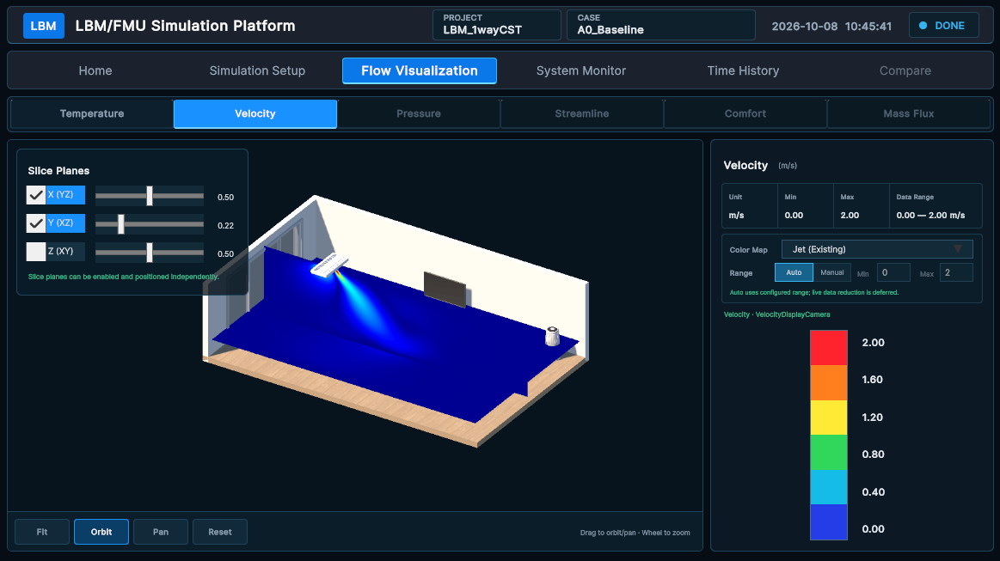 LBM
LBM/FMU Simulation Platform
PROJECT
LBM_1wayCST
CASE
A0_Baseline
2026-10-08 10:45:41
DONE
Home
Simulation Setup
Flow Visualization
System Monitor
Time History
Compare
Temperature
Velocity
Pressure
Streamline
Comfort
Mass Flux
Slice Planes
X (YZ)
0.50
Y (XZ)
0.22
Z (XY)
0.50
Slice planes can be enabled and positioned independently.
Fit
Orbit
Pan
Reset
Drag to orbit/pan · Wheel to zoom
Velocity (m/s)
Unit
m/s
Min
0.00
Max
2.00
Data Range
0.00 — 2.00 m/s
Color Map
Jet (Existing)
Range
Auto
Manual
Min
0
Max
2
Auto uses configured range; live data reduction is deferred.
Velocity · VelocityDisplayCamera
2.00
1.60
1.20
0.80
0.40
0.00